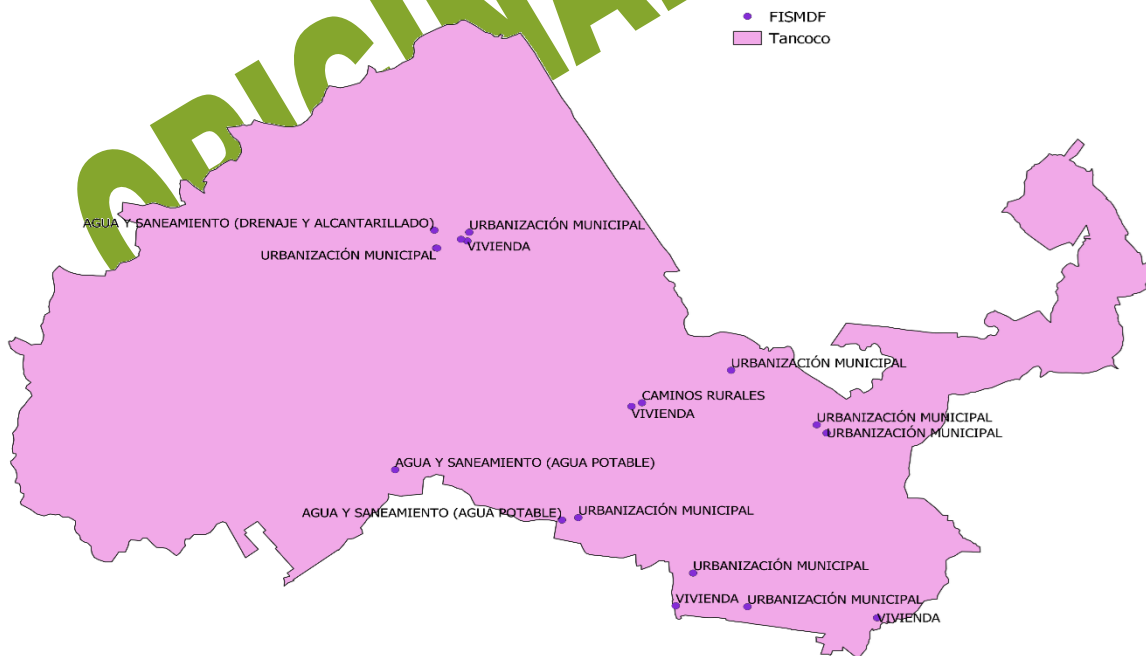 FISMDF
Tancoco
AGUA Y SANEAMIENTO (DRENAJE Y ALCANTARILLADO)
URBANIZACIÓN MUNICIPAL
VIVIENDA
URBANIZACIÓN MUNICIPAL
URBANIZACIÓN MUNICIPAL
CAMINOS RURALES
VIVIENDA
URBANIZACIÓN MUNICIPAL
URBANIZACIÓN MUNICIPAL
AGUA Y SANEAMIENTO (AGUA POTABLE)
AGUA Y SANEAMIENTO (AGUA POTABLE)
URBANIZACIÓN MUNICIPAL
URBANIZACIÓN MUNICIPAL
VIVIENDA
URBANIZACIÓN MUNICIPAL
VIVIENDA